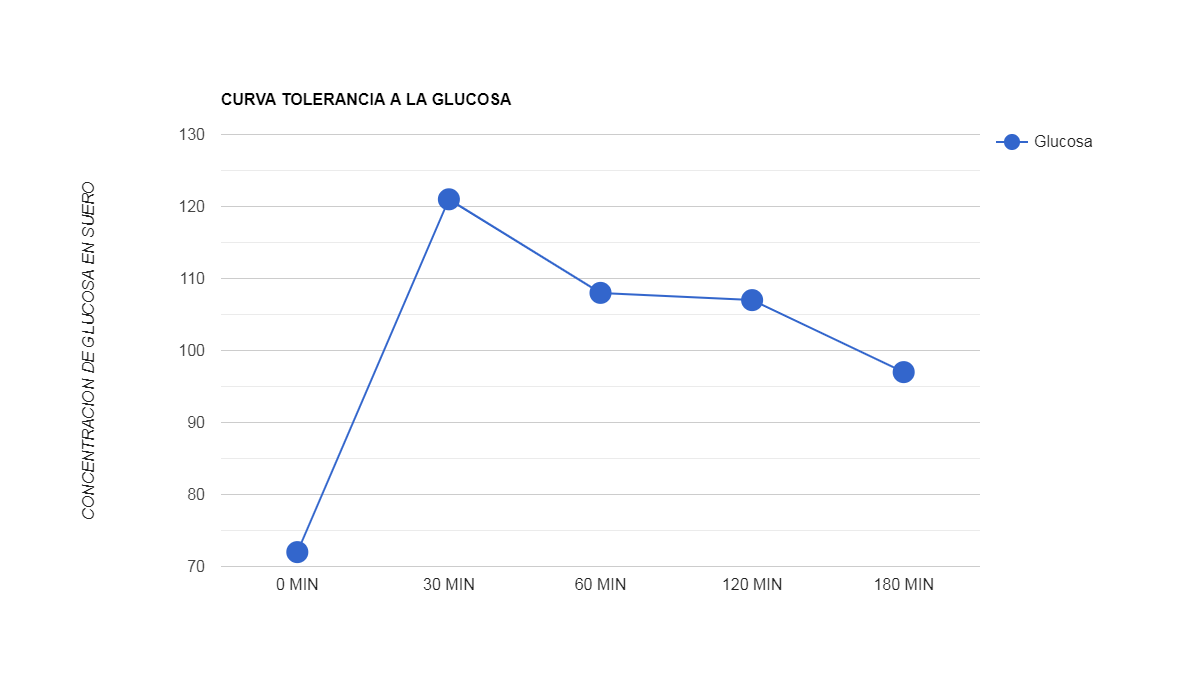 CURVA TOLERANCIA A LA GLUCOSA
130
120
110
100
90
80
70
CONCENTRACION DE GLUCOSA EN SUERO
0 MIN
30 MIN
60 MIN
120 MIN
180 MIN
Glucosa